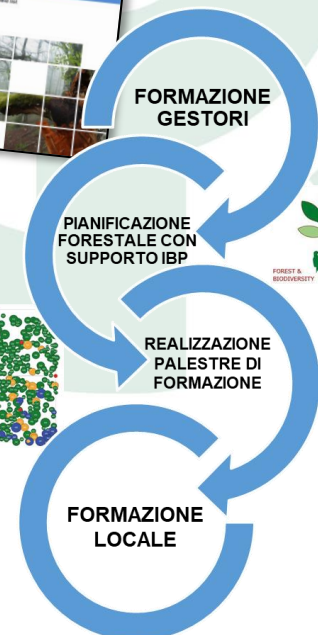 FORMAZIONE
GESTORI
PIANIFICAZIONE
FORESTALE CON
SUPPORTO IBP
FOREST &
BIODIVERSITY
REALIZZAZIONE
PALESTRE DI
FORMAZIONE
FORMAZIONE
LOCALE